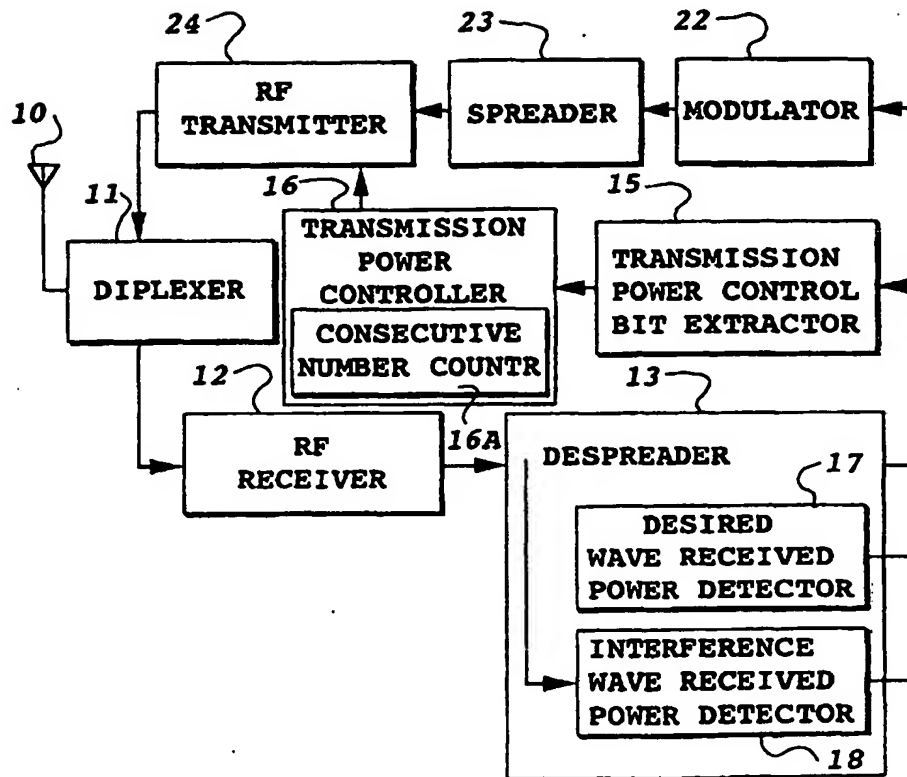 24
23
22
RF
TRANSMITTER
SPREADER
MODULATOR
10
11
16
15
DIPLEXER
TRANSMISSION
POWER
CONTROLLER
CONSECUTIVE
NUMBER COUNTR
16A
TRANSMISSION
POWER CONTROL
BIT EXTRACTOR
12
RF
RECEIVER
13
DESPREADER
17
DESIRED
WAVE RECEIVED
POWER DETECTOR
INTERFERENCE
WAVE RECEIVED
POWER DETECTOR
18